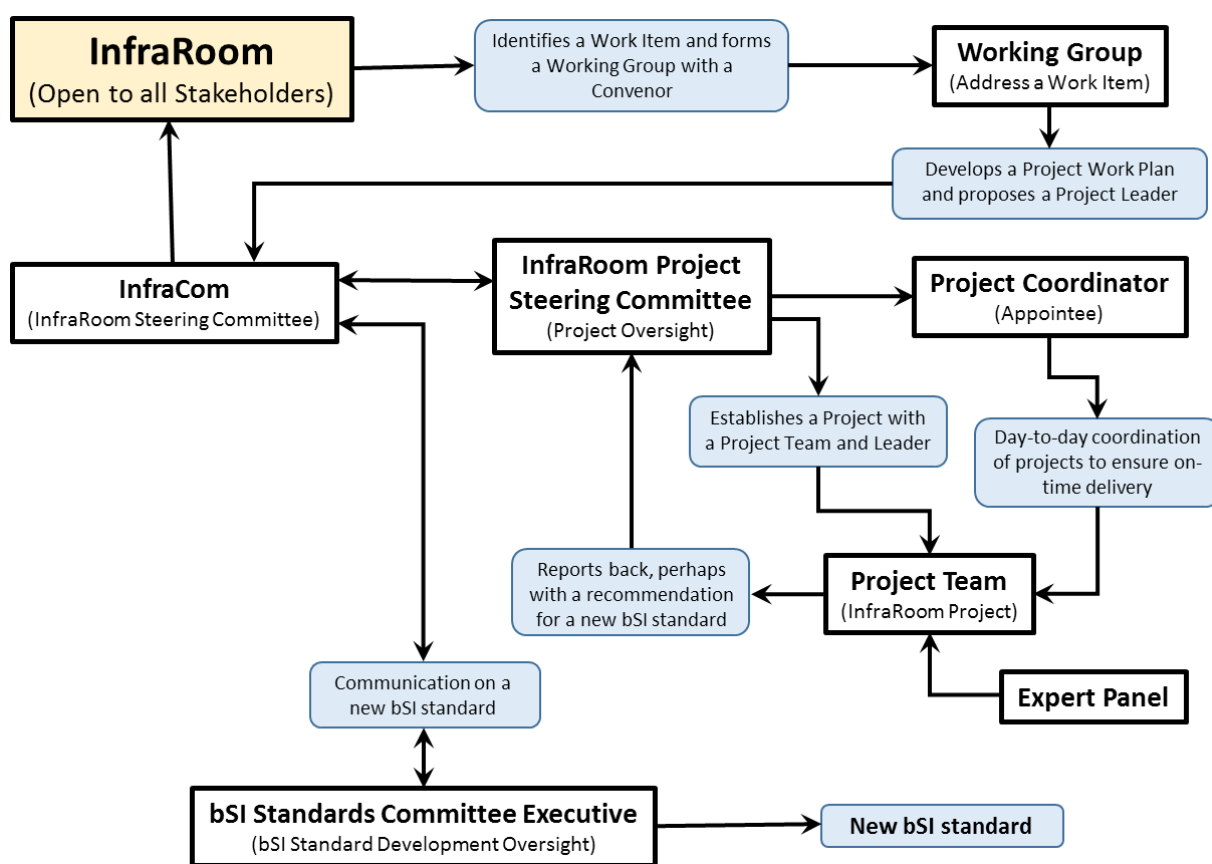 InfraRoom
(Open to all Stakeholders)
Identifies a Work Item and forms
a Working Group with a
Convenor
Working Group
(Address a Work Item)
Develops a Project Work Plan
and proposes a Project Leader
InfraCom
(InfraRoom Steering Committee)
InfraRoom Project
Steering Committee
(Project Oversight)
Project Coordinator
(Appointee)
Establishes a Project with
a Project Team and Leader
Day-to-day coordination
of projects to ensure on-
time delivery
Reports back, perhaps
with a recommendation
for a new bSI standard
Project Team
(InfraRoom Project)
Communication on a
new bSI standard
Expert Panel
bSI Standards Committee Executive
(bSI Standard Development Oversight)
New bSI standard